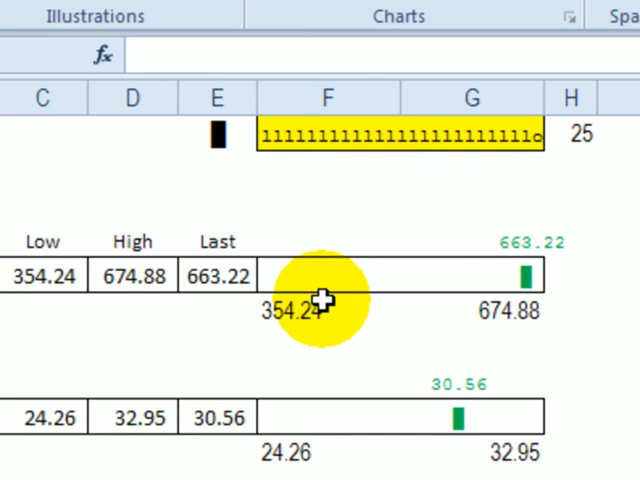 Illustrations Charts Spa
fx
C D E F G H
lllllllllllllllllllllllllo 25
Low High Last 663.22
354.24 674.88 663.22
354.24 674.88
30.56
24.26 32.95 30.56
24.26 32.95